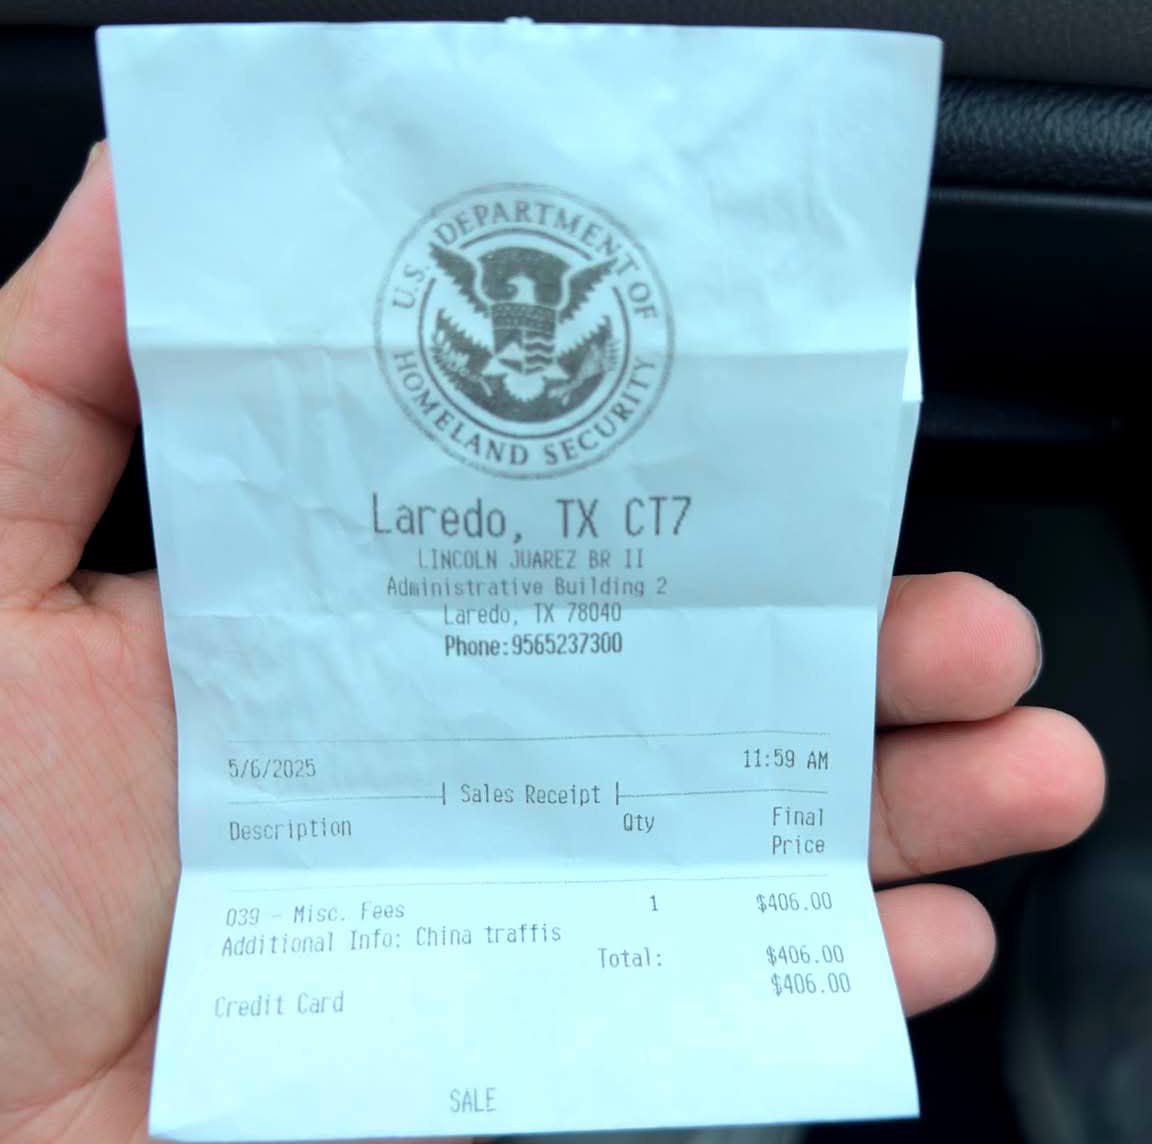 U.S. DEPARTMENT OF
HOMELAND SECURITY
Laredo, TX CT7
LINCOLN JUAREZ BR II
Administrative Building 2
Laredo, TX 78040
Phone:9565237300
5/6/2025 11:59 AM
Sales Receipt
Description Qty Final
Price
039 - Misc. Fees 1 $406.00
Additional Info: China traffis
Total: $406.00
Credit Card $406.00
SALE